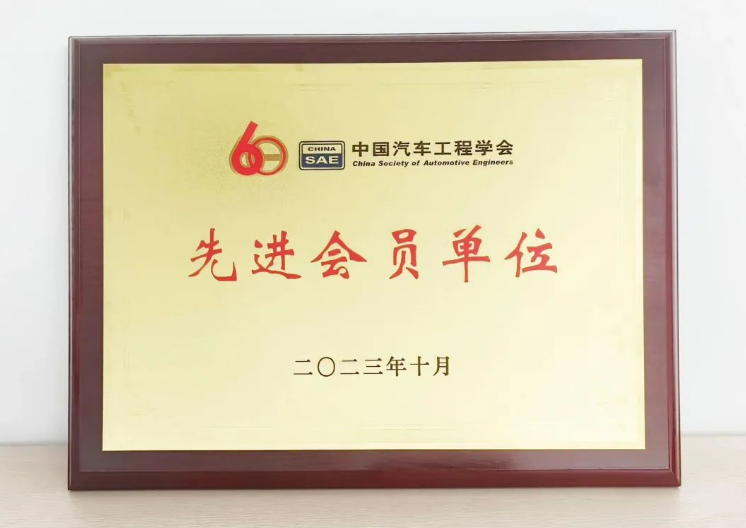 60 CHINA SAE 中国汽车工程学会
China Society of Automotive Engineers
先进会员单位
二〇二三年十月